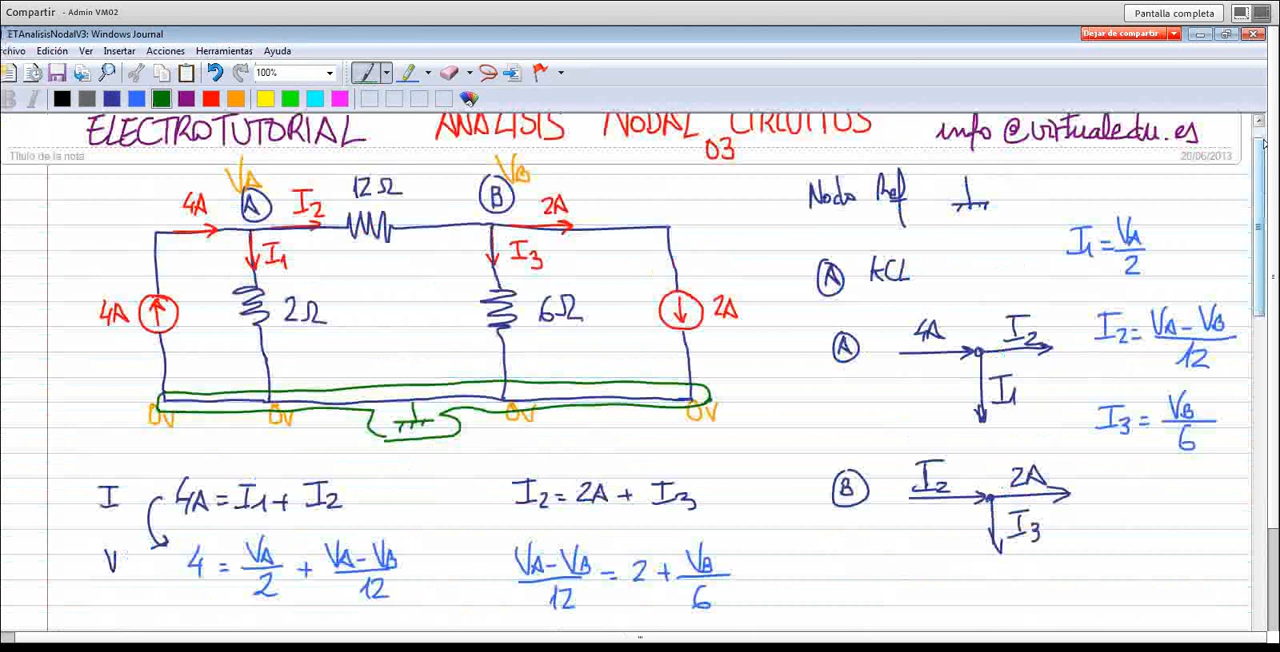 Compartir - Admin VM02
Pantalla completa
ETAnalisisNodalV3: Windows Journal
Dejar de compartir
rchivo Edición Ver Insertar Acciones Herramientas Ayuda
100%
ELECTROTUTORIAL ANALISIS NODAL CIRCUITOS 03 info@virtualedu.es
Título de la nota
20/06/2013
VA VB
4A A I2 12Ω B 2A
I1 I3
4A 2Ω 6Ω 2A
0V 0V 0V 0V
Nodo Ref
A KCL
I1 = VA/2
A 4A I2
I1
I2 = VA-VB/12
I3 = VB/6
B I2 2A
I3
I 4A = I1 + I2 I2 = 2A + I3
V 4 = VA/2 + VA-VB/12 VA-VB/12 = 2 + VB/6